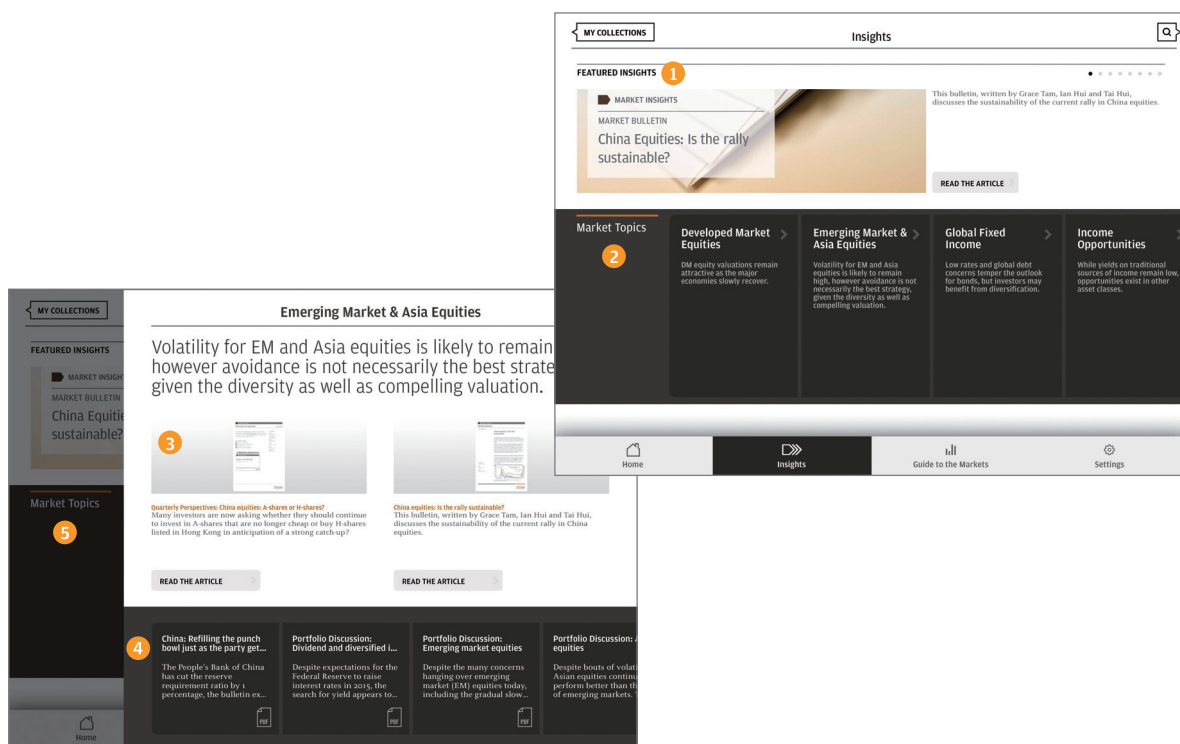 MY COLLECTIONS
Insights
FEATURED INSIGHTS
1
MARKET INSIGHTS
MARKET BULLETIN
China Equities: Is the rally
sustainable?
This bulletin, written by Grace Tam, Ian Hui and Tai Hui,
discusses the sustainability of the current rally in China equities.
READ THE ARTICLE
Market Topics
2
Developed Market
Equities
DM equity valuations remain
attractive as the major
economies slowly recover.
Emerging Market &
Asia Equities
Volatility for EM and Asia
equities is likely to remain
high, however avoidance is not
necessarily the best strategy,
given the diversity as well as
compelling valuation.
Global Fixed
Income
Low rates and global debt
concerns temper the outlook
for bonds, but investors may
benefit from diversification.
Income
Opportunities
While yields on traditional
sources of income remain low,
opportunities exist in other
asset classes.
Home
Insights
Guide to the Markets
Settings
MY COLLECTIONS
FEATURED INSIGHTS
MARKET INSIGH
MARKET BULLETIN
China Equitie
sustainable?
Market Topics
5
Home
Emerging Market & Asia Equities
Volatility for EM and Asia equities is likely to remain
however avoidance is not necessarily the best strate
given the diversity as well as compelling valuation.
3
Quarterly Perspectives: China equities: A-shares or H-shares?
Many investors are now asking whether they should continue
to invest in A-shares that are no longer cheap or buy H-shares
listed in Hong Kong in anticipation of a strong catch-up?
READ THE ARTICLE
China equities: Is the rally sustainable?
This bulletin, written by Grace Tam, Ian Hui and Tai Hui,
discusses the sustainability of the current rally in China
equities.
READ THE ARTICLE
4
China: Refilling the punch
bowl just as the party get...
The People's Bank of China
has cut the reserve
requirement ratio by 1
percentage, the bulletin ex...
PDF
Portfolio Discussion:
Dividend and diversified i...
Despite expectations for the
Federal Reserve to raise
interest rates in 2015, the
search for yield appears to...
PDF
Portfolio Discussion:
Emerging market equities
Despite the many concerns
hanging over emerging
market (EM) equities today,
including the gradual slow...
PDF
Portfolio Discussion: A
equities
Despite bouts of volati
Asian equities continu
perform better than th
of emerging markets.